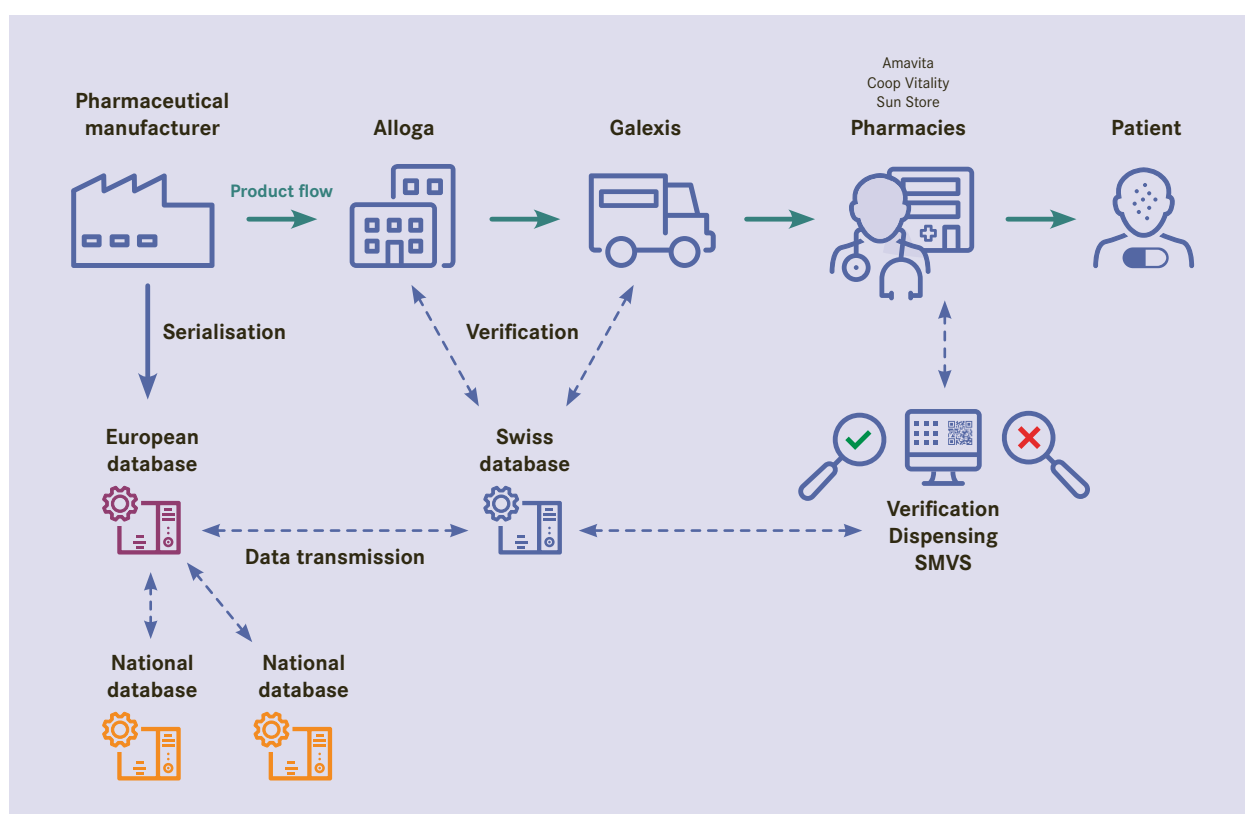 Amavita
Coop Vitality
Sun Store
Pharmaceutical
manufacturer
Alloga
Galexis
Pharmacies
Patient
Product flow
Serialisation
Verification
European
database
Swiss
database
Data transmission
Verification
Dispensing
SMVS
National
database
National
database